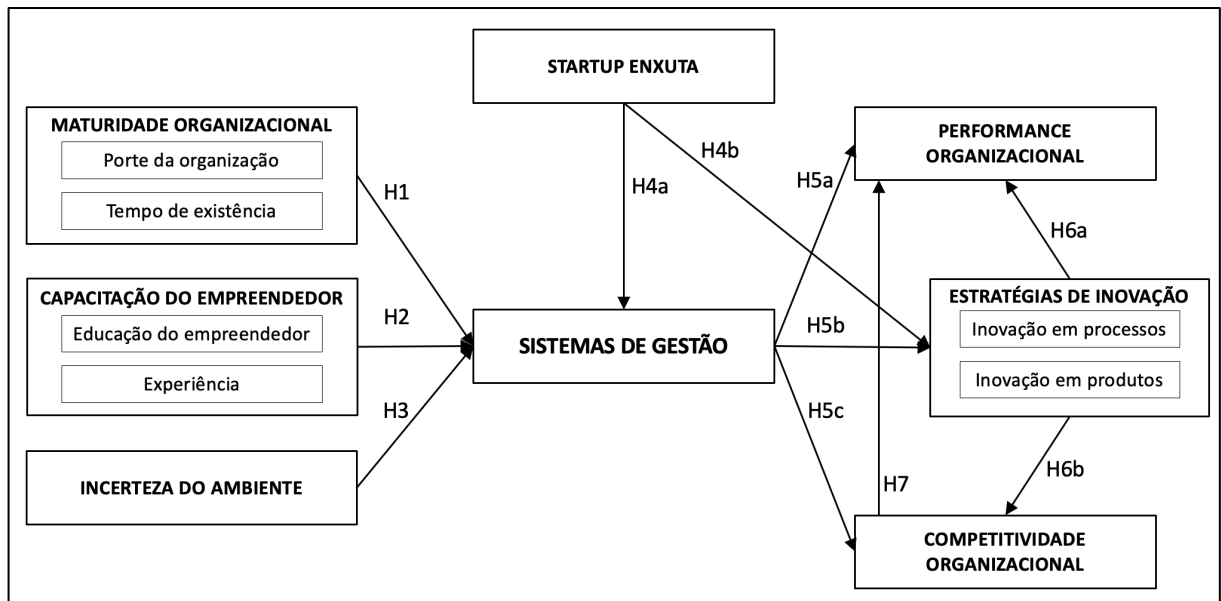 STARTUP ENXUTA
MATURIDADE ORGANIZACIONAL
Porte da organização
Tempo de existência
H1
H4a
H4b
H5a
PERFORMANCE
ORGANIZACIONAL
H6a
CAPACITAÇÃO DO EMPREENDEDOR
Educação do empreendedor
Experiência
H2
SISTEMAS DE GESTÃO
H5b
ESTRATÉGIAS DE INOVAÇÃO
Inovação em processos
Inovação em produtos
H3
H5c
INCERTEZA DO AMBIENTE
H7
H6b
COMPETITIVIDADE
ORGANIZACIONAL